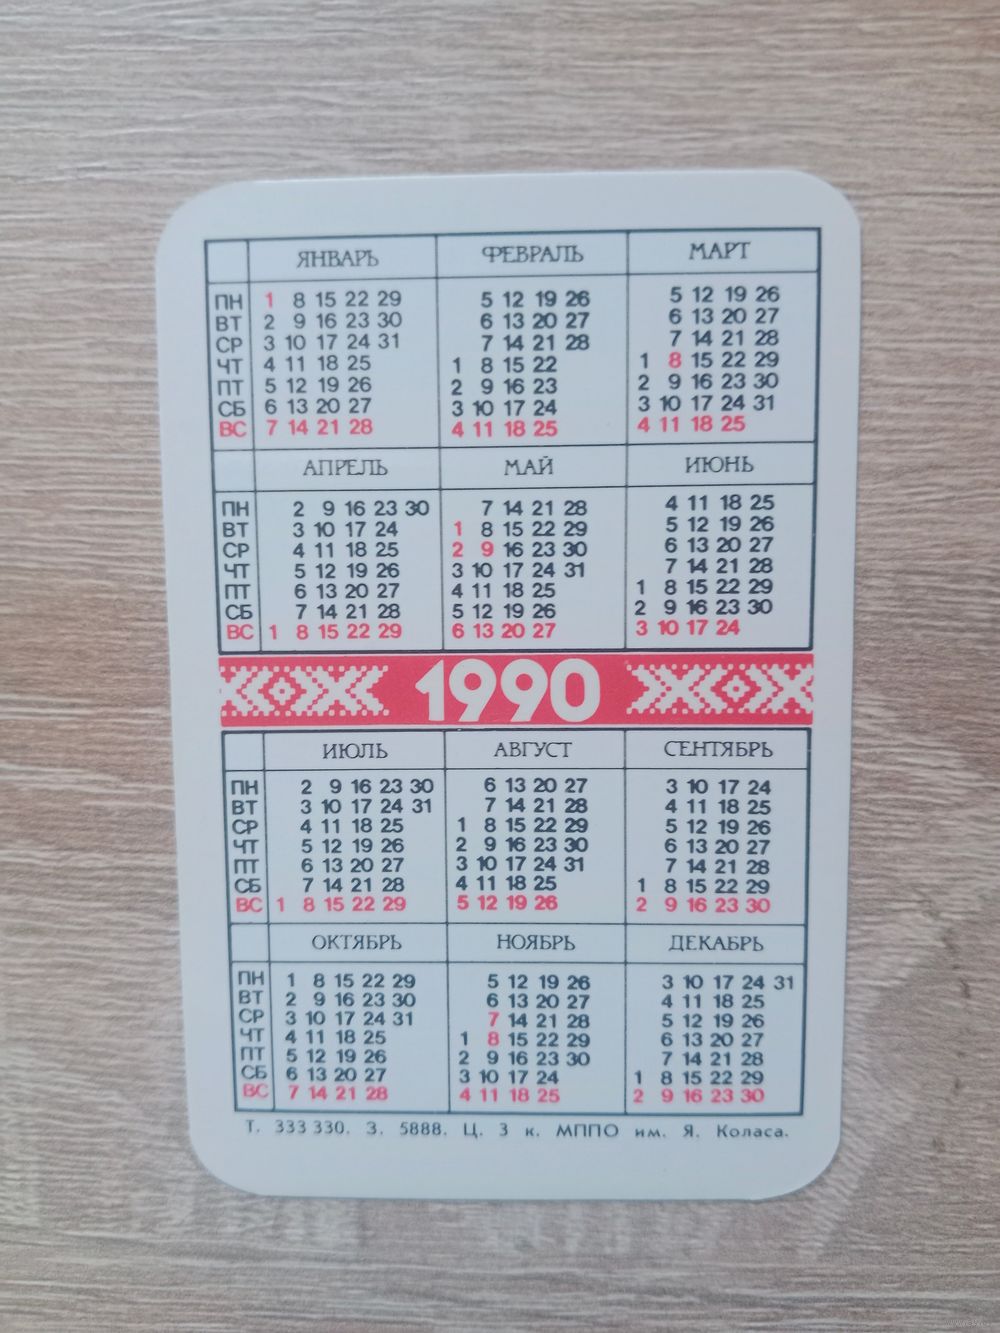 ЯНВАРЬ ФЕВРАЛЬ МАРТ
ПН 1 8 15 22 29 5 12 19 26 5 12 19 26
ВТ 2 9 16 23 30 6 13 20 27 6 13 20 27
СР 3 10 17 24 31 7 14 21 28 7 14 21 28
ЧТ 4 11 18 25 1 8 15 22 1 8 15 22 29
ПТ 5 12 19 26 2 9 16 23 2 9 16 23 30
СБ 6 13 20 27 3 10 17 24 3 10 17 24 31
ВС 7 14 21 28 4 11 18 25 4 11 18 25
АПРЕЛЬ МАЙ ИЮНЬ
ПН 2 9 16 23 30 7 14 21 28 4 11 18 25
ВТ 3 10 17 24 1 8 15 22 29 5 12 19 26
СР 4 11 18 25 2 9 16 23 30 6 13 20 27
ЧТ 5 12 19 26 3 10 17 24 31 7 14 21 28
ПТ 6 13 20 27 4 11 18 25 1 8 15 22 29
СБ 7 14 21 28 5 12 19 26 2 9 16 23 30
ВС 1 8 15 22 29 6 13 20 27 3 10 17 24
1990
ИЮЛЬ АВГУСТ СЕНТЯБРЬ
ПН 2 9 16 23 30 6 13 20 27 3 10 17 24
ВТ 3 10 17 24 31 7 14 21 28 4 11 18 25
СР 4 11 18 25 1 8 15 22 29 5 12 19 26
ЧТ 5 12 19 26 2 9 16 23 30 6 13 20 27
ПТ 6 13 20 27 3 10 17 24 31 7 14 21 28
СБ 7 14 21 28 4 11 18 25 1 8 15 22 29
ВС 1 8 15 22 29 5 12 19 26 2 9 16 23 30
ОКТЯБРЬ НОЯБРЬ ДЕКАБРЬ
ПН 1 8 15 22 29 5 12 19 26 3 10 17 24 31
ВТ 2 9 16 23 30 6 13 20 27 4 11 18 25
СР 3 10 17 24 31 7 14 21 28 5 12 19 26
ЧТ 4 11 18 25 1 8 15 22 29 6 13 20 27
ПТ 5 12 19 26 2 9 16 23 30 7 14 21 28
СБ 6 13 20 27 3 10 17 24 1 8 15 22 29
ВС 7 14 21 28 4 11 18 25 2 9 16 23 30
Т. 333 330. З. 5888. Ц. 3 к. МППО им. Я. Коласа.